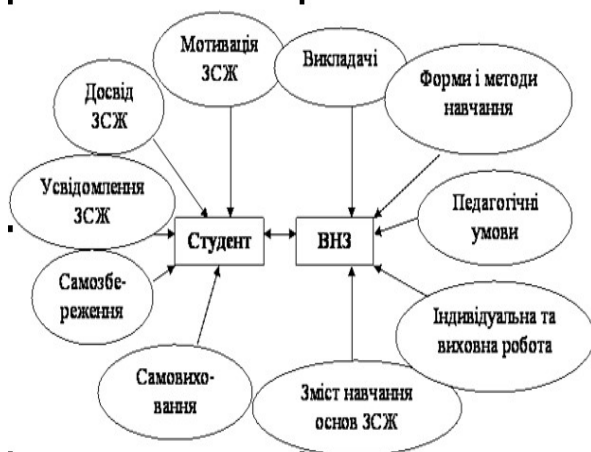 Мотивація
ЗСЖ
Викладачі
Форми і методи
навчання
Досвід
ЗСЖ
Усвідомлення
ЗСЖ
Педагогічні
умови
Студент
ВНЗ
Самозбе-
реження
Індивідуальна та
виховна робота
Самовихо-
вання
Зміст навчання
основ ЗСЖ